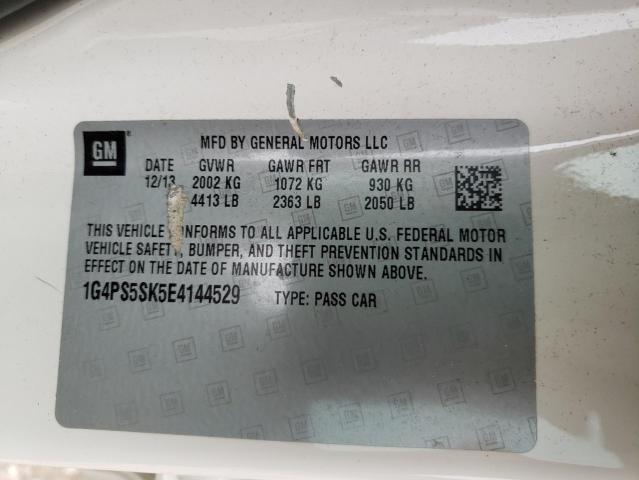 GM ® MFD BY GENERAL MOTORS LLC
DATE GVWR GAWR FRT GAWR RR
12/13 2002 KG 1072 KG 930 KG
4413 LB 2363 LB 2050 LB
THIS VEHICLE CONFORMS TO ALL APPLICABLE U.S. FEDERAL MOTOR
VEHICLE SAFETY, BUMPER, AND THEFT PREVENTION STANDARDS IN
EFFECT ON THE DATE OF MANUFACTURE SHOWN ABOVE.
1G4PS5SK5E4144529 TYPE: PASS CAR